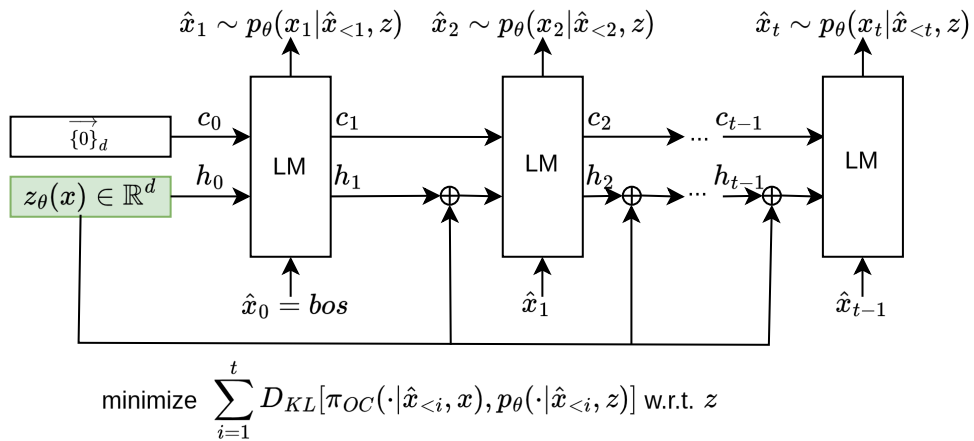 x̂₁ ~ p_θ(x₁|x̂_{<1}, z) x̂₂ ~ p_θ(x₂|x̂_{<2}, z) x̂_t ~ p_θ(x_t|x̂_{<t}, z)
{0}⃗_d c₀ c₁ c₂ ... c_{t−1}
LM LM LM
z_θ(x) ∈ ℝ^d h₀ h₁ ⊕ h₂ ⊕ ... h_{t−1} ⊕
x̂₀ = bos x̂₁ x̂_{t−1}
minimize ∑_{i=1}^{t} D_{KL}[π_{OC}(·|x̂_{<i}, x), p_θ(·|x̂_{<i}, z)] w.r.t. z